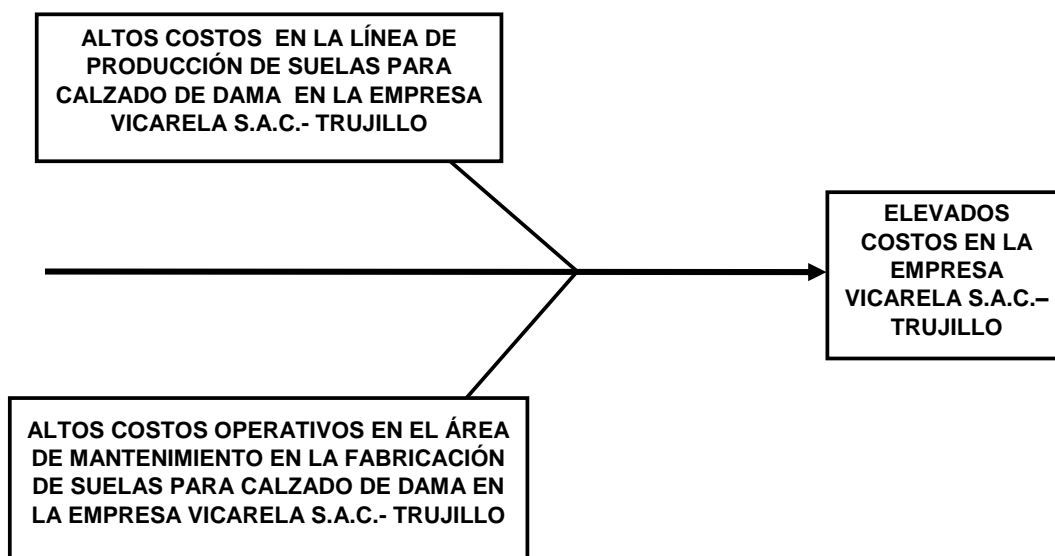 ALTOS COSTOS EN LA LÍNEA DE
PRODUCCIÓN DE SUELAS PARA
CALZADO DE DAMA EN LA EMPRESA
VICARELA S.A.C.- TRUJILLO
ELEVADOS
COSTOS EN LA
EMPRESA
VICARELA S.A.C.–
TRUJILLO
ALTOS COSTOS OPERATIVOS EN EL ÁREA
DE MANTENIMIENTO EN LA FABRICACIÓN
DE SUELAS PARA CALZADO DE DAMA EN
LA EMPRESA VICARELA S.A.C.- TRUJILLO